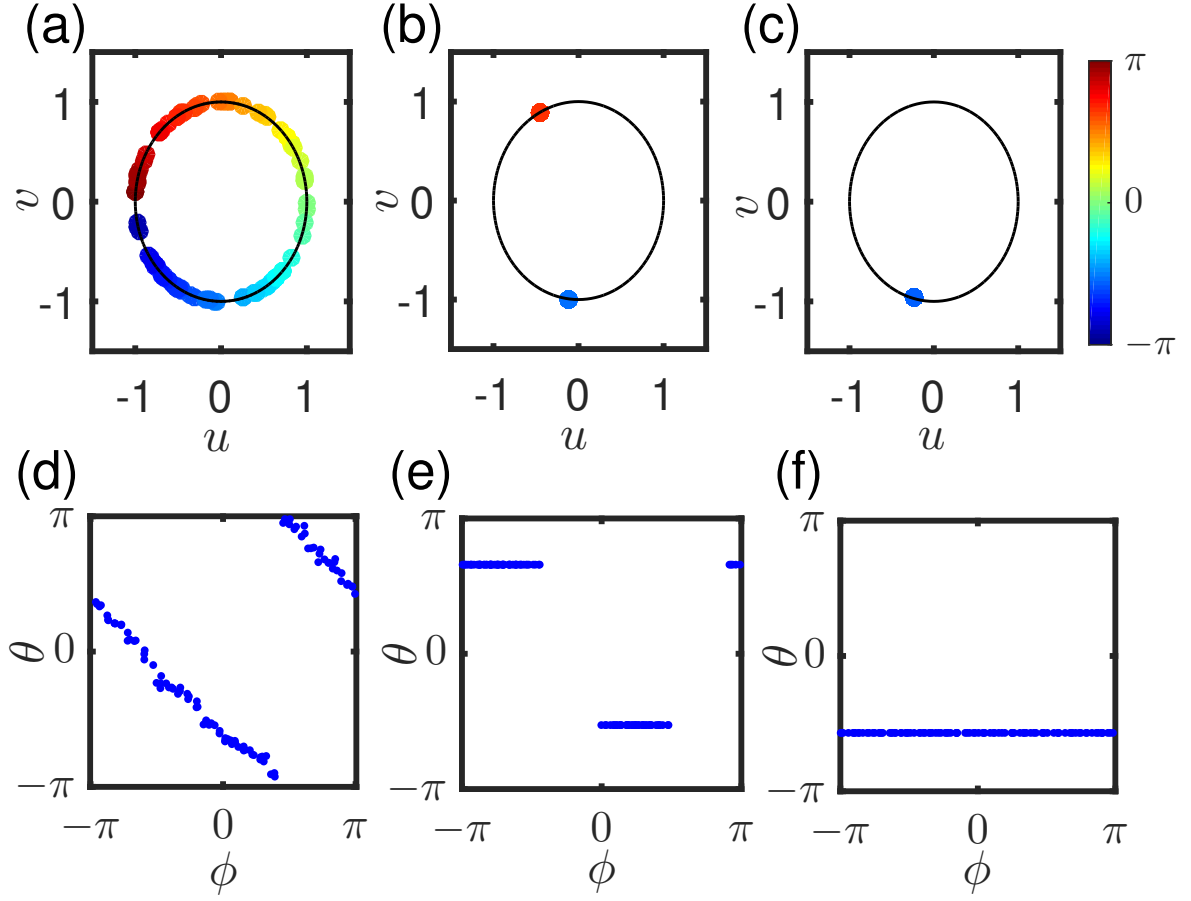 (a) (b) (c)
1 1 1 π
v 0 v 0 v 0 0
-1 -1 -1 −π
-1 0 1 -1 0 1 -1 0 1
u u u
(d) (e) (f)
π π π
θ 0 θ 0 θ 0
−π −π −π
−π 0 π −π 0 π −π 0 π
ϕ ϕ ϕ